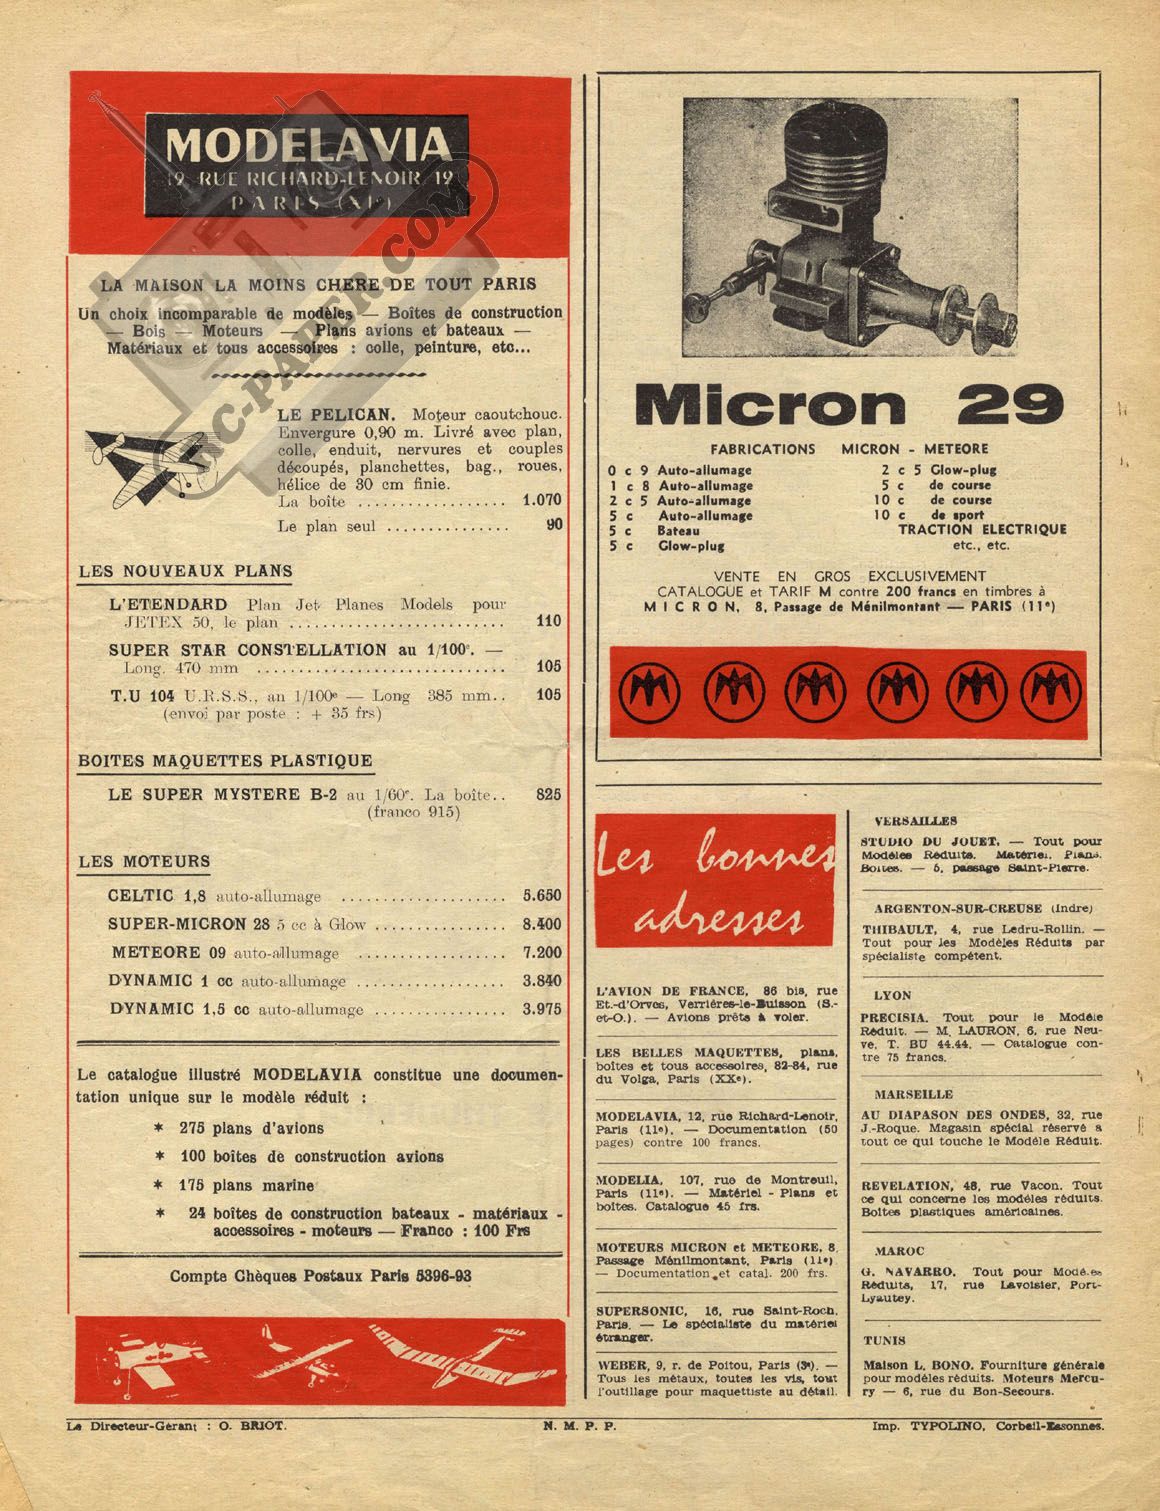 MODELAVIA
12 RUE RICHARD-LENOIR 12
PARIS (XIe)
LA MAISON LA MOINS CHERE DE TOUT PARIS
Un choix incomparable de modèles — Boîtes de construction
— Bois — Moteurs — Plans avions et bateaux —
Matériaux et tous accessoires : colle, peinture, etc...
LE PELICAN. Moteur caoutchouc.
Envergure 0,90 m. Livré avec plan,
colle, enduit, nervures et couples
découpés, planchettes, bag., roues,
hélice de 30 cm finie.
La boîte .................. 1.070
Le plan seul ............... 90
LES NOUVEAUX PLANS
L'ETENDARD Plan Jet Planes Models pour
JETEX 50, le plan .......................... 110
SUPER STAR CONSTELLATION au 1/100e. —
Long. 470 mm .............................. 105
T.U 104 U.R.S.S., an 1/100e — Long 385 mm.. 105
(envoi par poste : + 35 frs)
BOITES MAQUETTES PLASTIQUE
LE SUPER MYSTERE B-2 au 1/60e. La boîte.. 825
(franco 915)
LES MOTEURS
CELTIC 1,8 auto-allumage .................... 5.650
SUPER-MICRON 28 5 cc à Glow ................ 8.400
METEORE 09 auto-allumage .................. 7.200
DYNAMIC 1 cc auto-allumage .................. 3.840
DYNAMIC 1,5 cc auto-allumage ................ 3.975
Le catalogue illustré MODELAVIA constitue une documen-
tation unique sur le modèle réduit :
* 275 plans d'avions
* 100 boîtes de construction avions
* 175 plans marine
* 24 boîtes de construction bateaux - matériaux -
accessoires - moteurs — Franco : 100 Frs
Compte Chèques Postaux Paris 5396-93
RC-PAPER.COM
Micron 29
FABRICATIONS MICRON - METEORE
0 c 9 Auto-allumage 2 c 5 Glow-plug
1 c 8 Auto-allumage 5 c de course
2 c 5 Auto-allumage 10 c de course
5 c Auto-allumage 10 c de sport
5 c Bateau TRACTION ELECTRIQUE
5 c Glow-plug etc., etc.
VENTE EN GROS EXCLUSIVEMENT
CATALOGUE et TARIF M contre 200 francs en timbres à
MICRON, 8, Passage de Ménilmontant — PARIS (11e)
Les bonnes
adresses
L'AVION DE FRANCE, 86 bis, rue
Et.-d'Orves, Verrières-le-Buisson (S.-
et-O.). — Avions prêts à voler.
LES BELLES MAQUETTES, plans,
boîtes et tous accessoires, 82-84, rue
du Volga, Paris (XXe).
MODELAVIA, 12, rue Richard-Lenoir,
Paris (11e). — Documentation (50
pages) contre 100 francs.
MODELIA, 107, rue de Montreuil,
Paris (11e). — Matériel - Plans et
boîtes. Catalogue 45 frs.
MOTEURS MICRON et METEORE, 8,
Passage Ménilmontant, Paris (11e)
— Documentation et catal. 200 frs.
SUPERSONIC, 16, rue Saint-Roch,
Paris. — Le spécialiste du matériel
étranger.
WEBER, 9, r. de Poitou, Paris (3e). —
Tous les métaux, toutes les vis, tout
l'outillage pour maquettiste au détail.
VERSAILLES
STUDIO DU JOUET. — Tout pour
Modèles Réduits. Matériel. Plans.
Boîtes. — 5, passage Saint-Pierre.
ARGENTON-SUR-CREUSE (Indre)
THIBAULT, 4, rue Ledru-Rollin. —
Tout pour les Modèles Réduits par
spécialiste compétent.
LYON
PRECISIA. Tout pour le Modèle
Réduit. — M. LAURON, 6, rue Neu-
ve, T. BU 44.44. — Catalogue con-
tre 75 francs.
MARSEILLE
AU DIAPASON DES ONDES, 32, rue
J.-Roque. Magasin spécial réservé à
tout ce qui touche le Modèle Réduit.
REVELATION, 48, rue Vacon. Tout
ce qui concerne les modèles réduits.
Boîtes plastiques américaines.
MAROC
G. NAVARRO. Tout pour Modèles
Réduits, 17, rue Lavoisier, Port-
Lyautey.
TUNIS
Maison L. BONO. Fourniture générale
pour modèles réduits. Moteurs Mercu-
ry — 6, rue du Bon-Secours.
Le Directeur-Gérant : O. BRIOT. N. M. P. P. Imp. TYPOLINO, Corbeil-Essonnes.